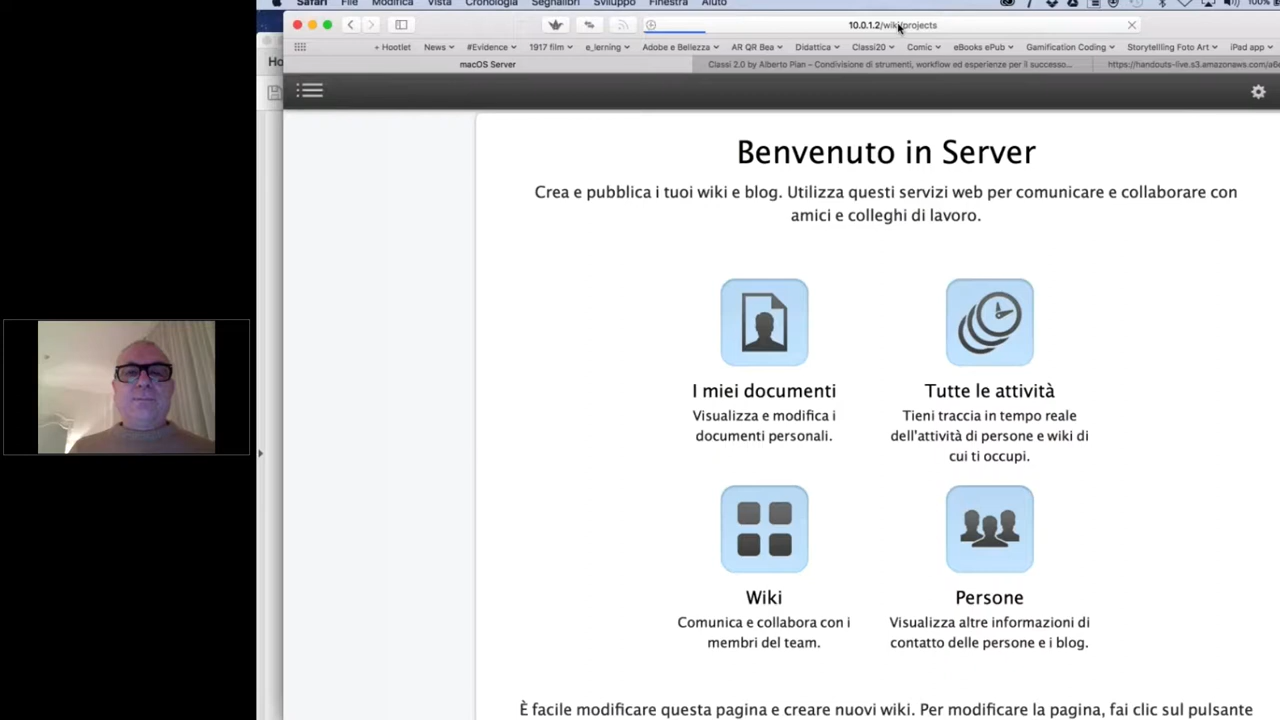 Safari File Modifica Vista Cronologia Segnalibri Sviluppo Finestra Aiuto 100%
10.0.1.2/wiki/projects
+ Hootlet News #Evidence 1917 film e_lerning Adobe e Bellezza AR QR Bea Didattica Classi20 Comic eBooks ePub Gamification Coding Storytellling Foto Art iPad app
macOS Server Classi 2.0 by Alberto Pian – Condivisione di strumenti, workflow ed esperienze per il successo... https://handouts-live.s3.amazonaws.com/a6
Ho
Benvenuto in Server
Crea e pubblica i tuoi wiki e blog. Utilizza questi servizi web per comunicare e collaborare con
amici e colleghi di lavoro.
I miei documenti
Visualizza e modifica i
documenti personali.
Tutte le attività
Tieni traccia in tempo reale
dell'attività di persone e wiki di
cui ti occupi.
Wiki
Comunica e collabora con i
membri del team.
Persone
Visualizza altre informazioni di
contatto delle persone e i blog.
È facile modificare questa pagina e creare nuovi wiki. Per modificare la pagina, fai clic sul pulsante